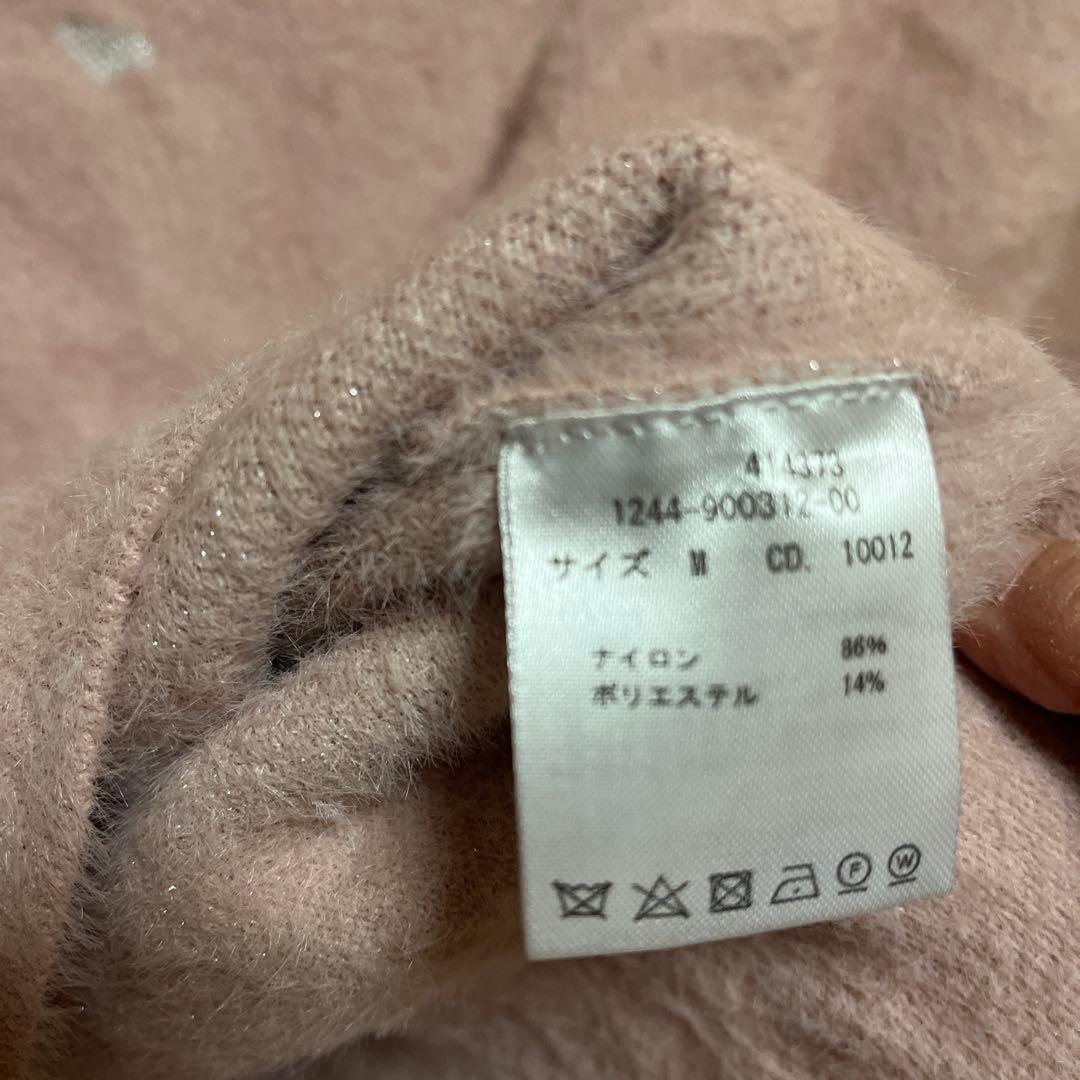 414373
1244-900312-00
サイズ M CD. 10012
ナイロン 86%
ポリエステル 14%
F W